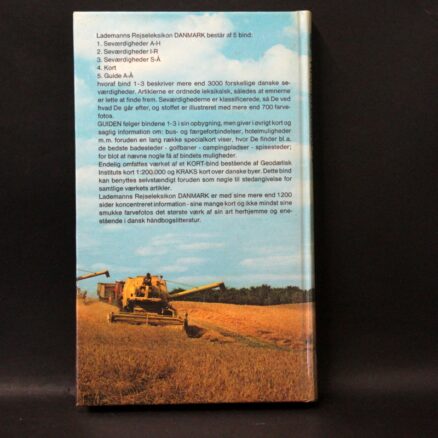 Lademanns Rejseleksikon DANMARK består af 5 bind:
1. Seværdigheder A-H
2. Seværdigheder I-R
3. Seværdigheder S-Å
4. Kort
5. Guide A-Å
hvoraf bind 1-3 beskriver mere end 3000 forskellige danske se-
værdigheder. Artiklerne er ordnede leksikalsk, således at emnerne
er lette at finde frem. Seværdighederne er klassificerede, så De ved
hvad De går efter, og stoffet er illustreret med mere end 700 farve-
fotos.
GUIDEN følger bindene 1-3 i sin opbygning, men giver i øvrigt kort og
saglig information om: bus- og færgeforbindelser, hotelmuligheder
m.m. foruden en lang række specialkort viser, hvor De finder bl.a.
de bedste badesteder - golfbaner - campingpladser - spisesteder;
for blot at nævne nogle få af bindets muligheder.
Endelig omfattes værket af et KORT-bind bestående af Geodætisk
Instituts kort 1:200.000 og KRAKS kort over danske byer. Dette bind
kan benyttes selvstændigt foruden som nøgle til stedangivelse for
samtlige værkets artikler.
Lademanns Rejseleksikon DANMARK er med sine mere end 1200
sider koncentreret information - sine mange kort og ikke mindst sine
smukke farvefotos det største værk af sin art herhjemme og ene-
stående i dansk håndbogslitteratur.